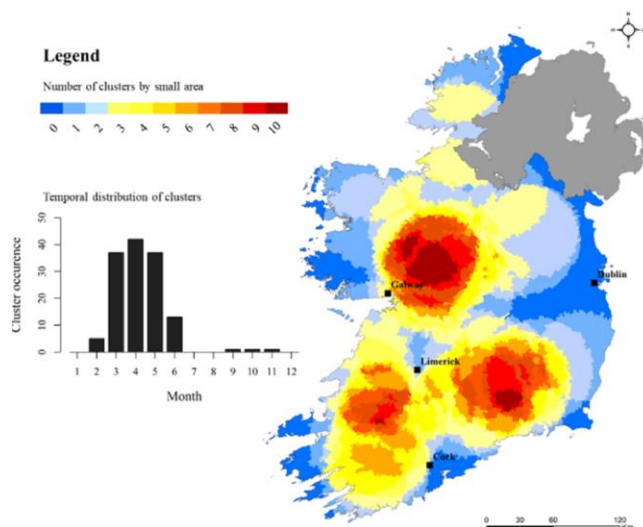 Legend
Number of clusters by small area
0 1 2 3 4 5 6 7 8 9 10
Temporal distribution of clusters
Cluster occurence
50
40
30
20
10
0
1 2 3 4 5 6 7 8 9 10 11 12
Month
N
Dublin
Galway
Limerick
Cork
0 30 60 120